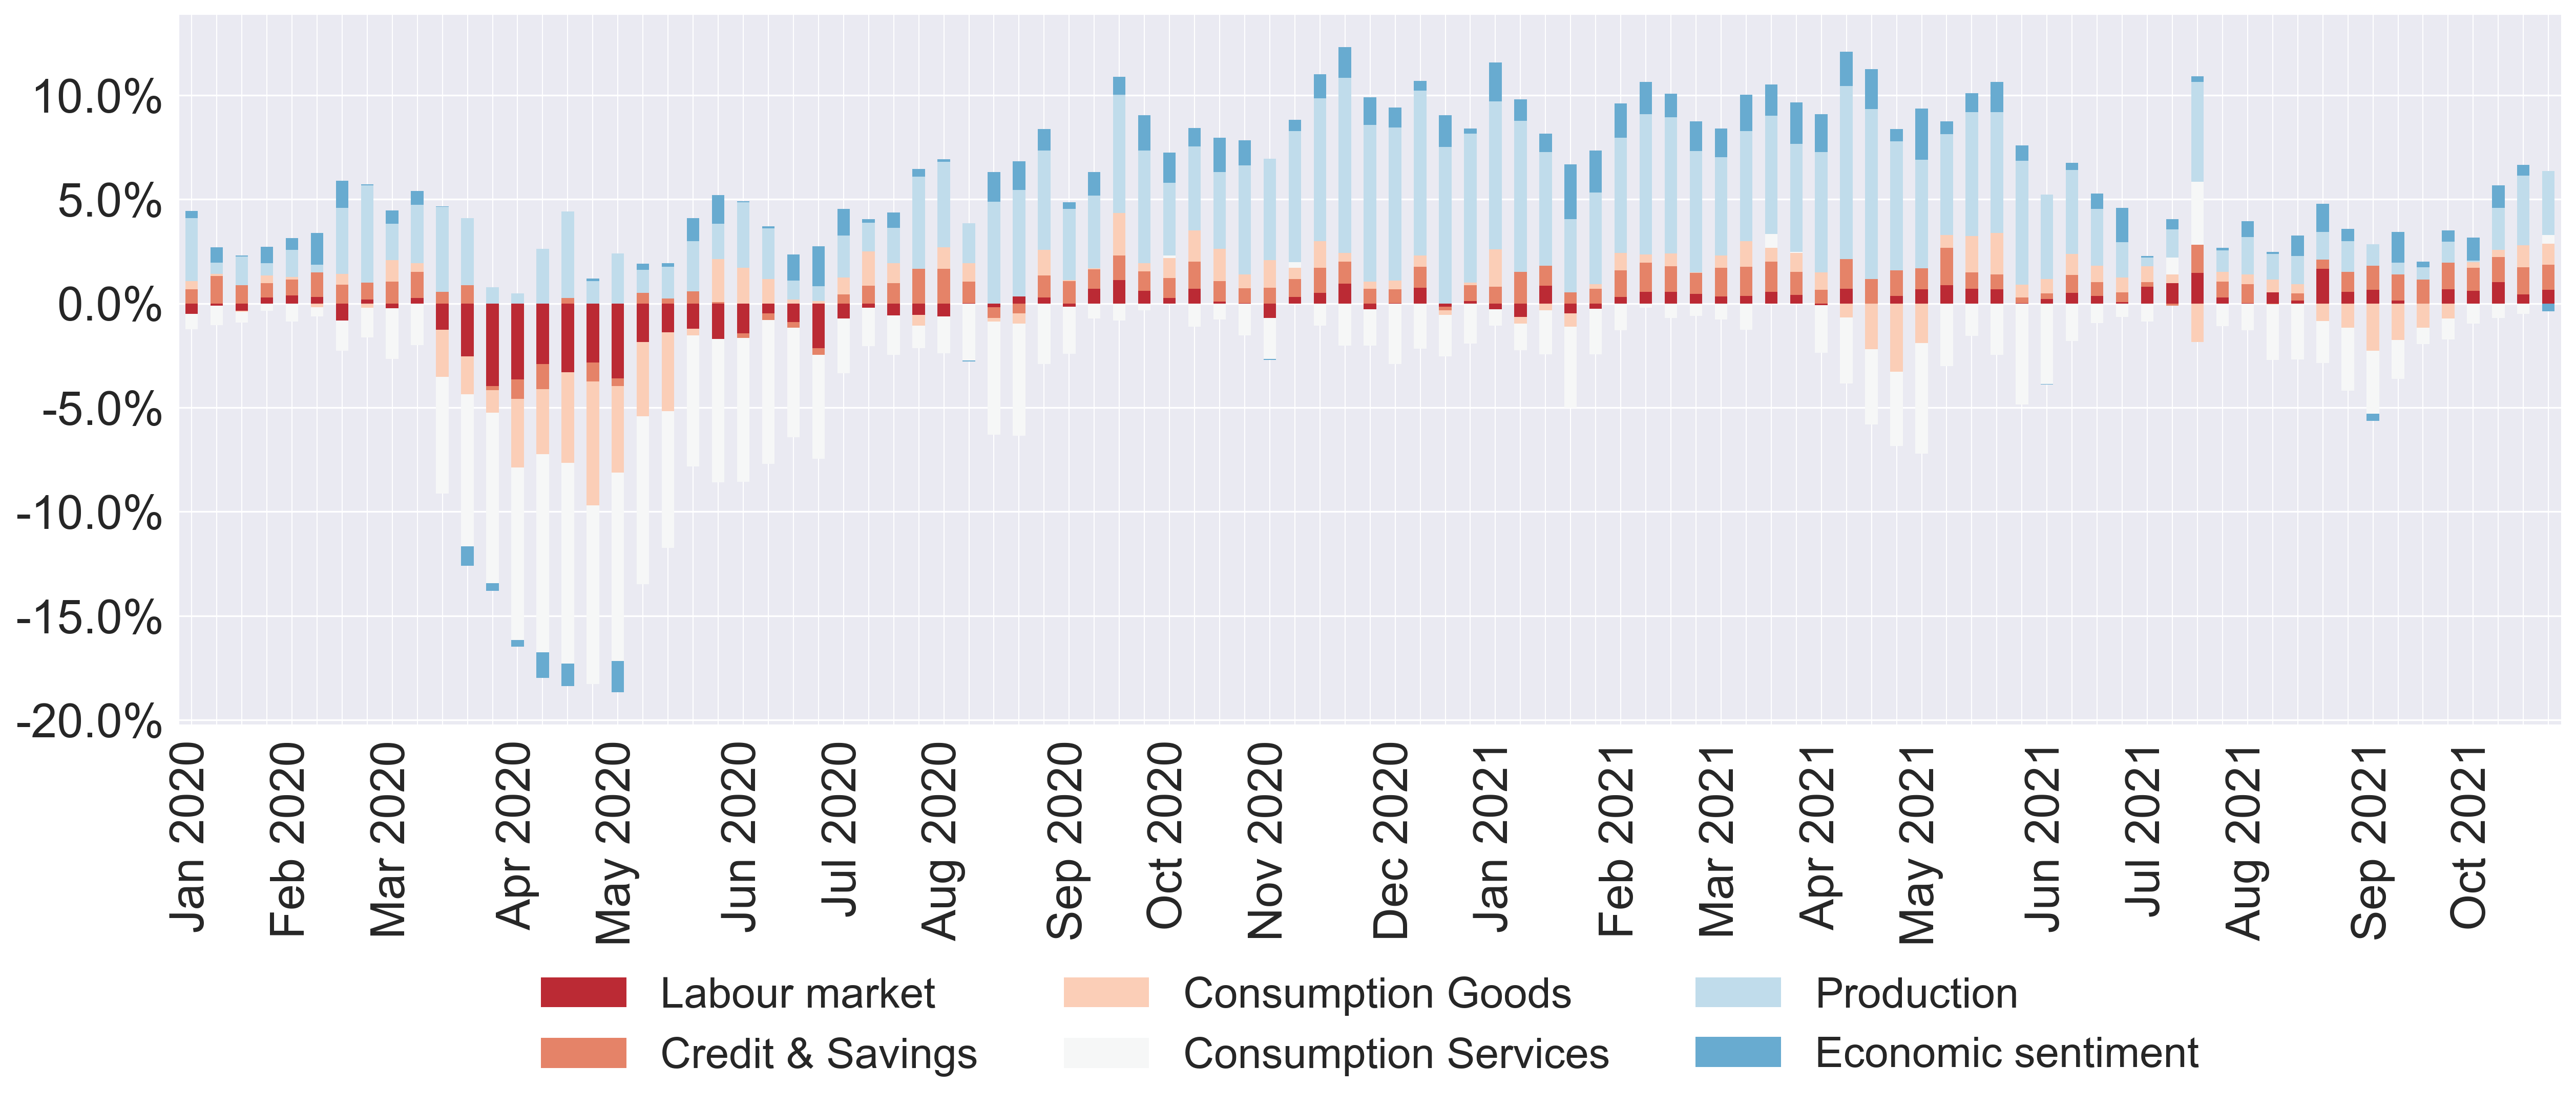 10.0%
5.0%
0.0%
-5.0%
-10.0%
-15.0%
-20.0%
Jan 2020
Feb 2020
Mar 2020
Apr 2020
May 2020
Jun 2020
Jul 2020
Aug 2020
Sep 2020
Oct 2020
Nov 2020
Dec 2020
Jan 2021
Feb 2021
Mar 2021
Apr 2021
May 2021
Jun 2021
Jul 2021
Aug 2021
Sep 2021
Oct 2021
Labour market
Credit & Savings
Consumption Goods
Consumption Services
Production
Economic sentiment